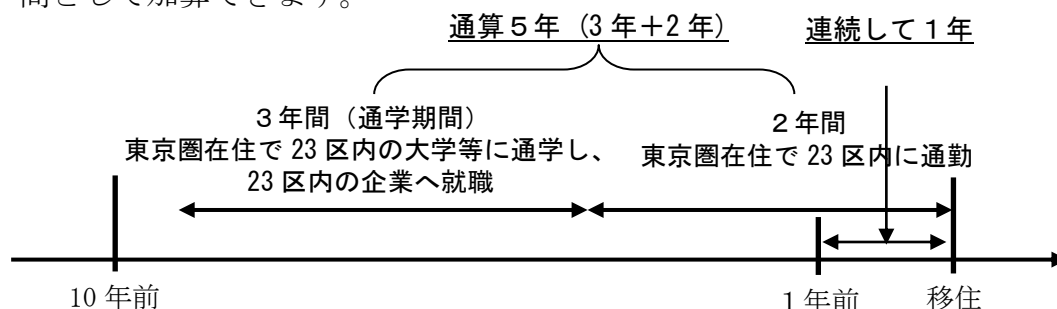 間として加算できます。
通算５年（3 年＋2 年）
連続して１年
３年間（通学期間）
東京圏在住で 23 区内の大学等に通学し、
23 区内の企業へ就職
２年間
東京圏在住で 23 区内に通勤
10 年前
1 年前
移住